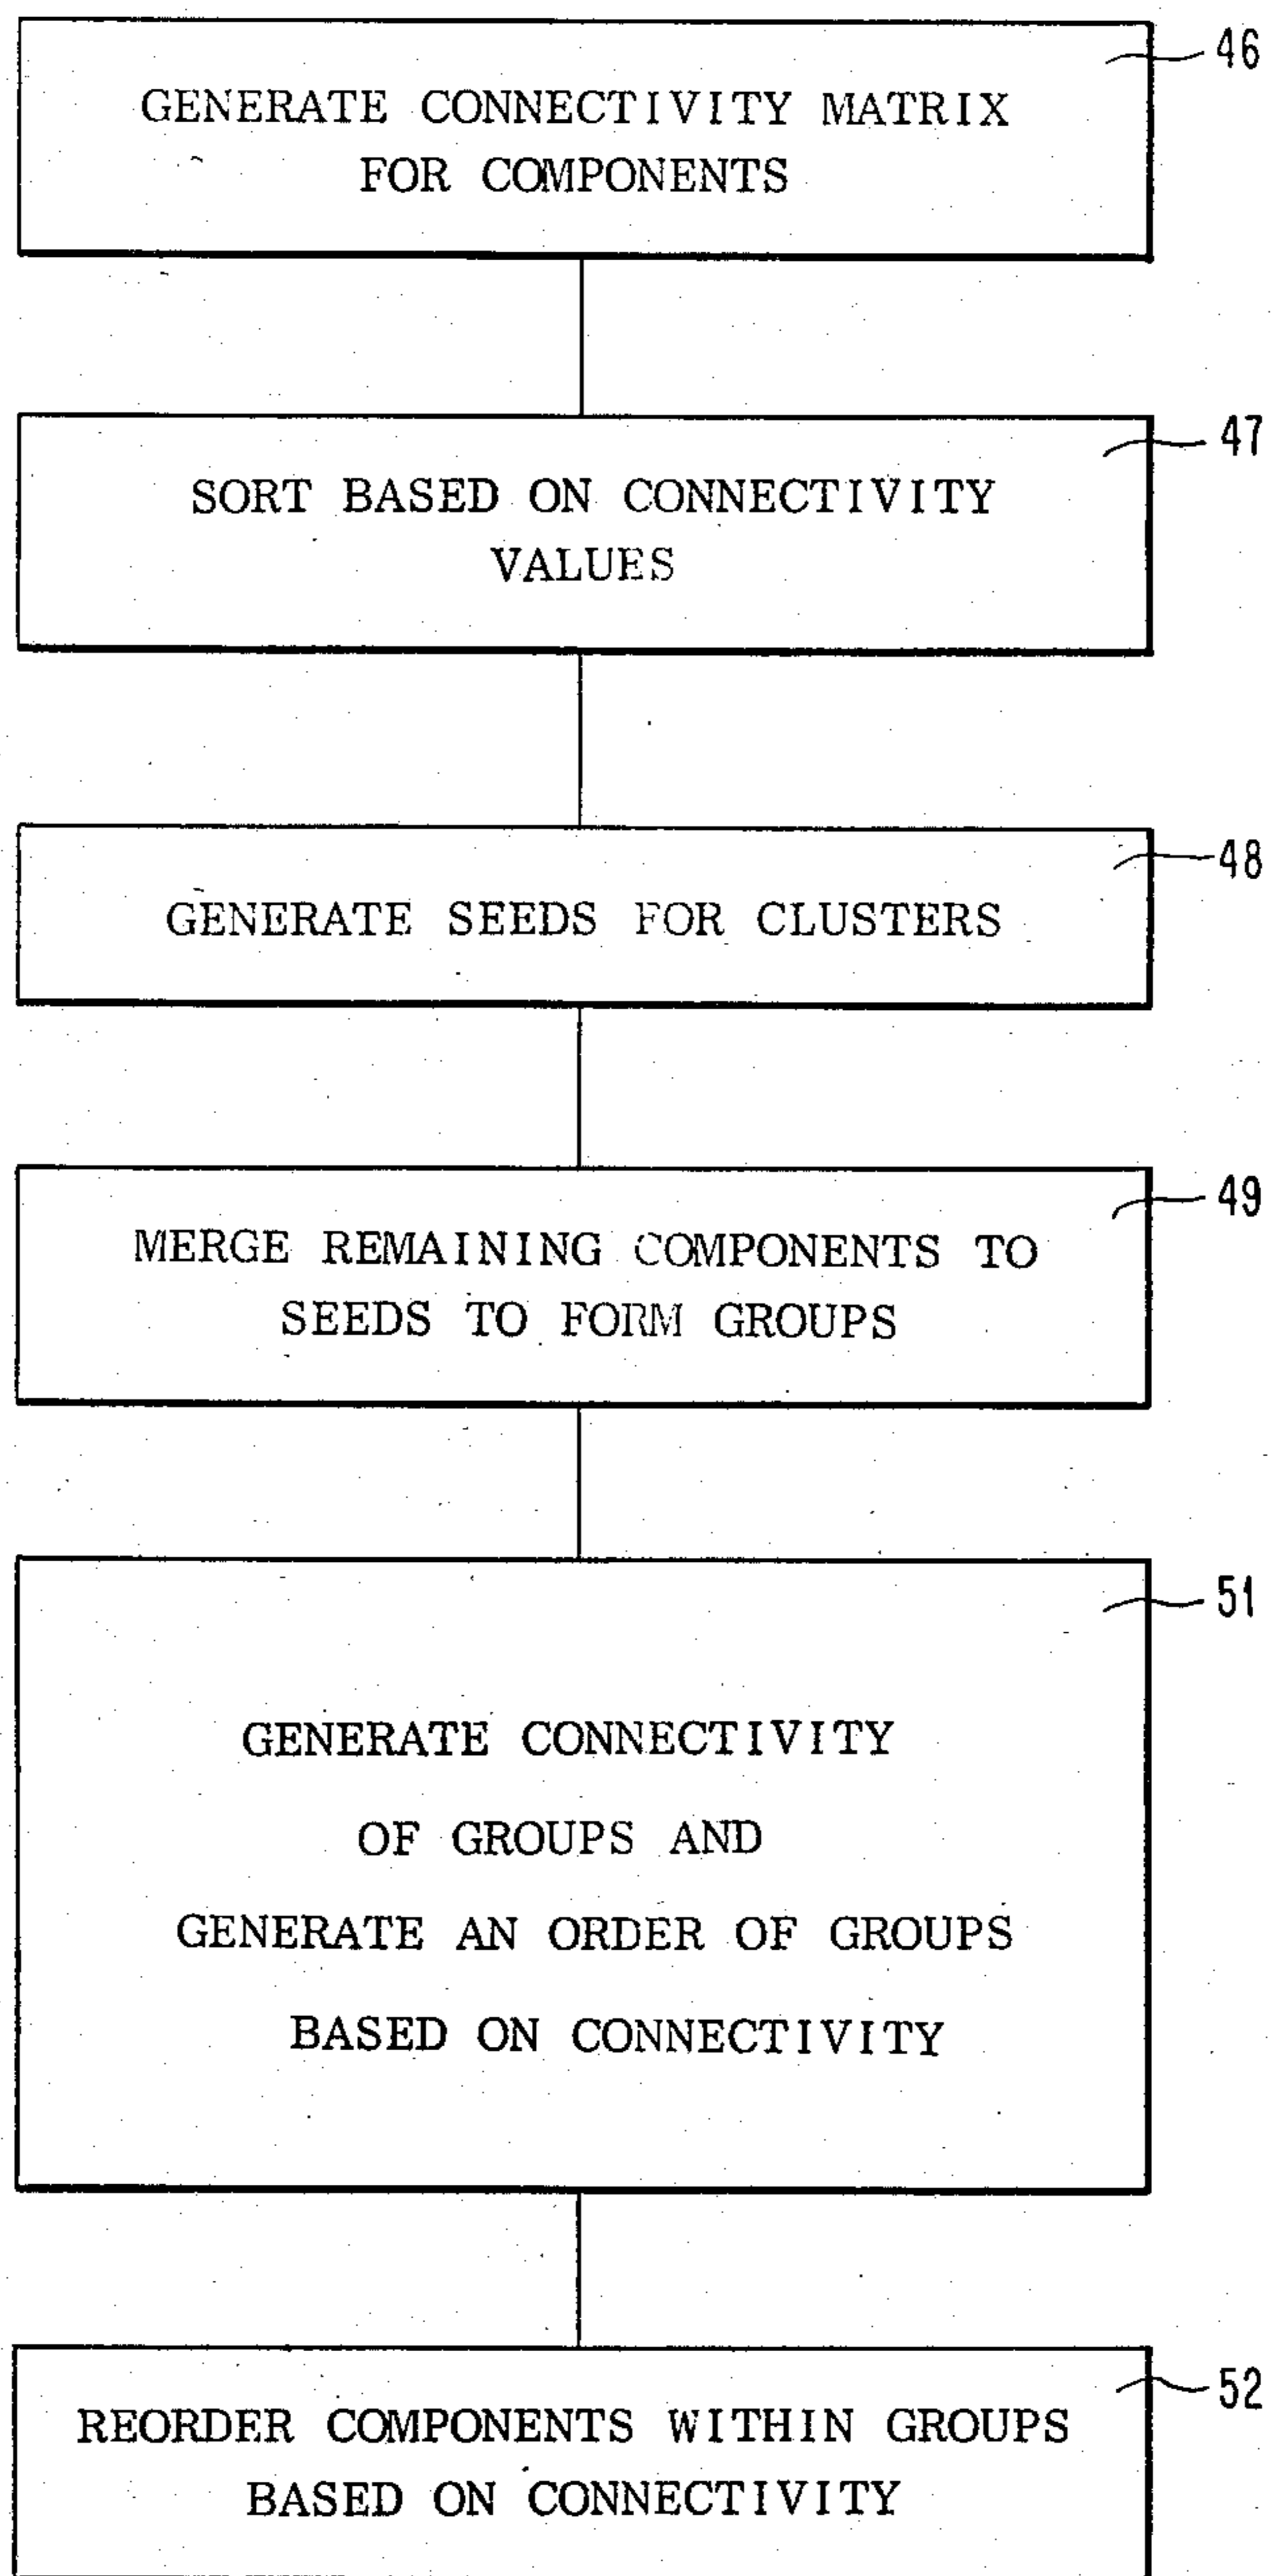 46
GENERATE CONNECTIVITY MATRIX
FOR COMPONENTS
47
SORT BASED ON CONNECTIVITY
VALUES
48
GENERATE SEEDS FOR CLUSTERS
49
MERGE REMAINING COMPONENTS TO
SEEDS TO FORM GROUPS
51
GENERATE CONNECTIVITY
OF GROUPS AND
GENERATE AN ORDER OF GROUPS
BASED ON CONNECTIVITY
52
REORDER COMPONENTS WITHIN GROUPS
BASED ON CONNECTIVITY